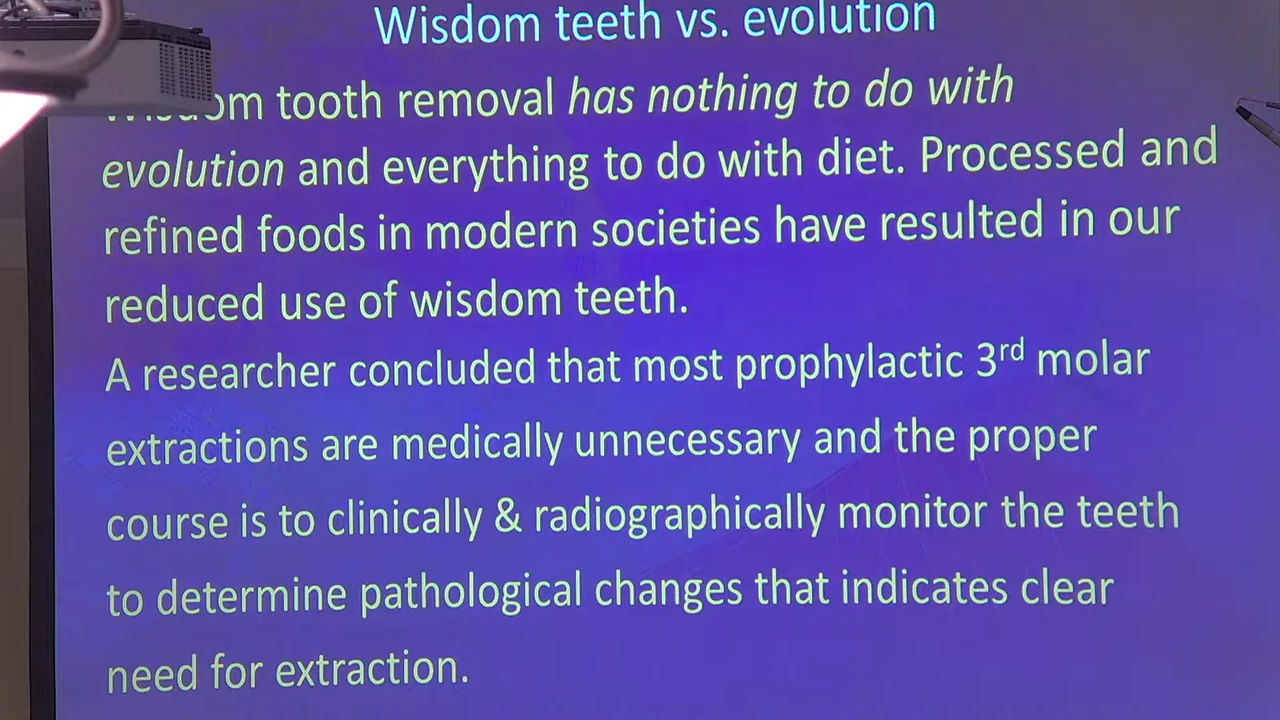 Wisdom teeth vs. evolution
tooth removal has nothing to do with
evolution and everything to do with diet. Processed and
refined foods in modern societies have resulted in our
reduced use of wisdom teeth.
A researcher concluded that most prophylactic 3rd molar
extractions are medically unnecessary and the proper
course is to clinically & radiographically monitor the teeth
to determine pathological changes that indicates clear
need for extraction.